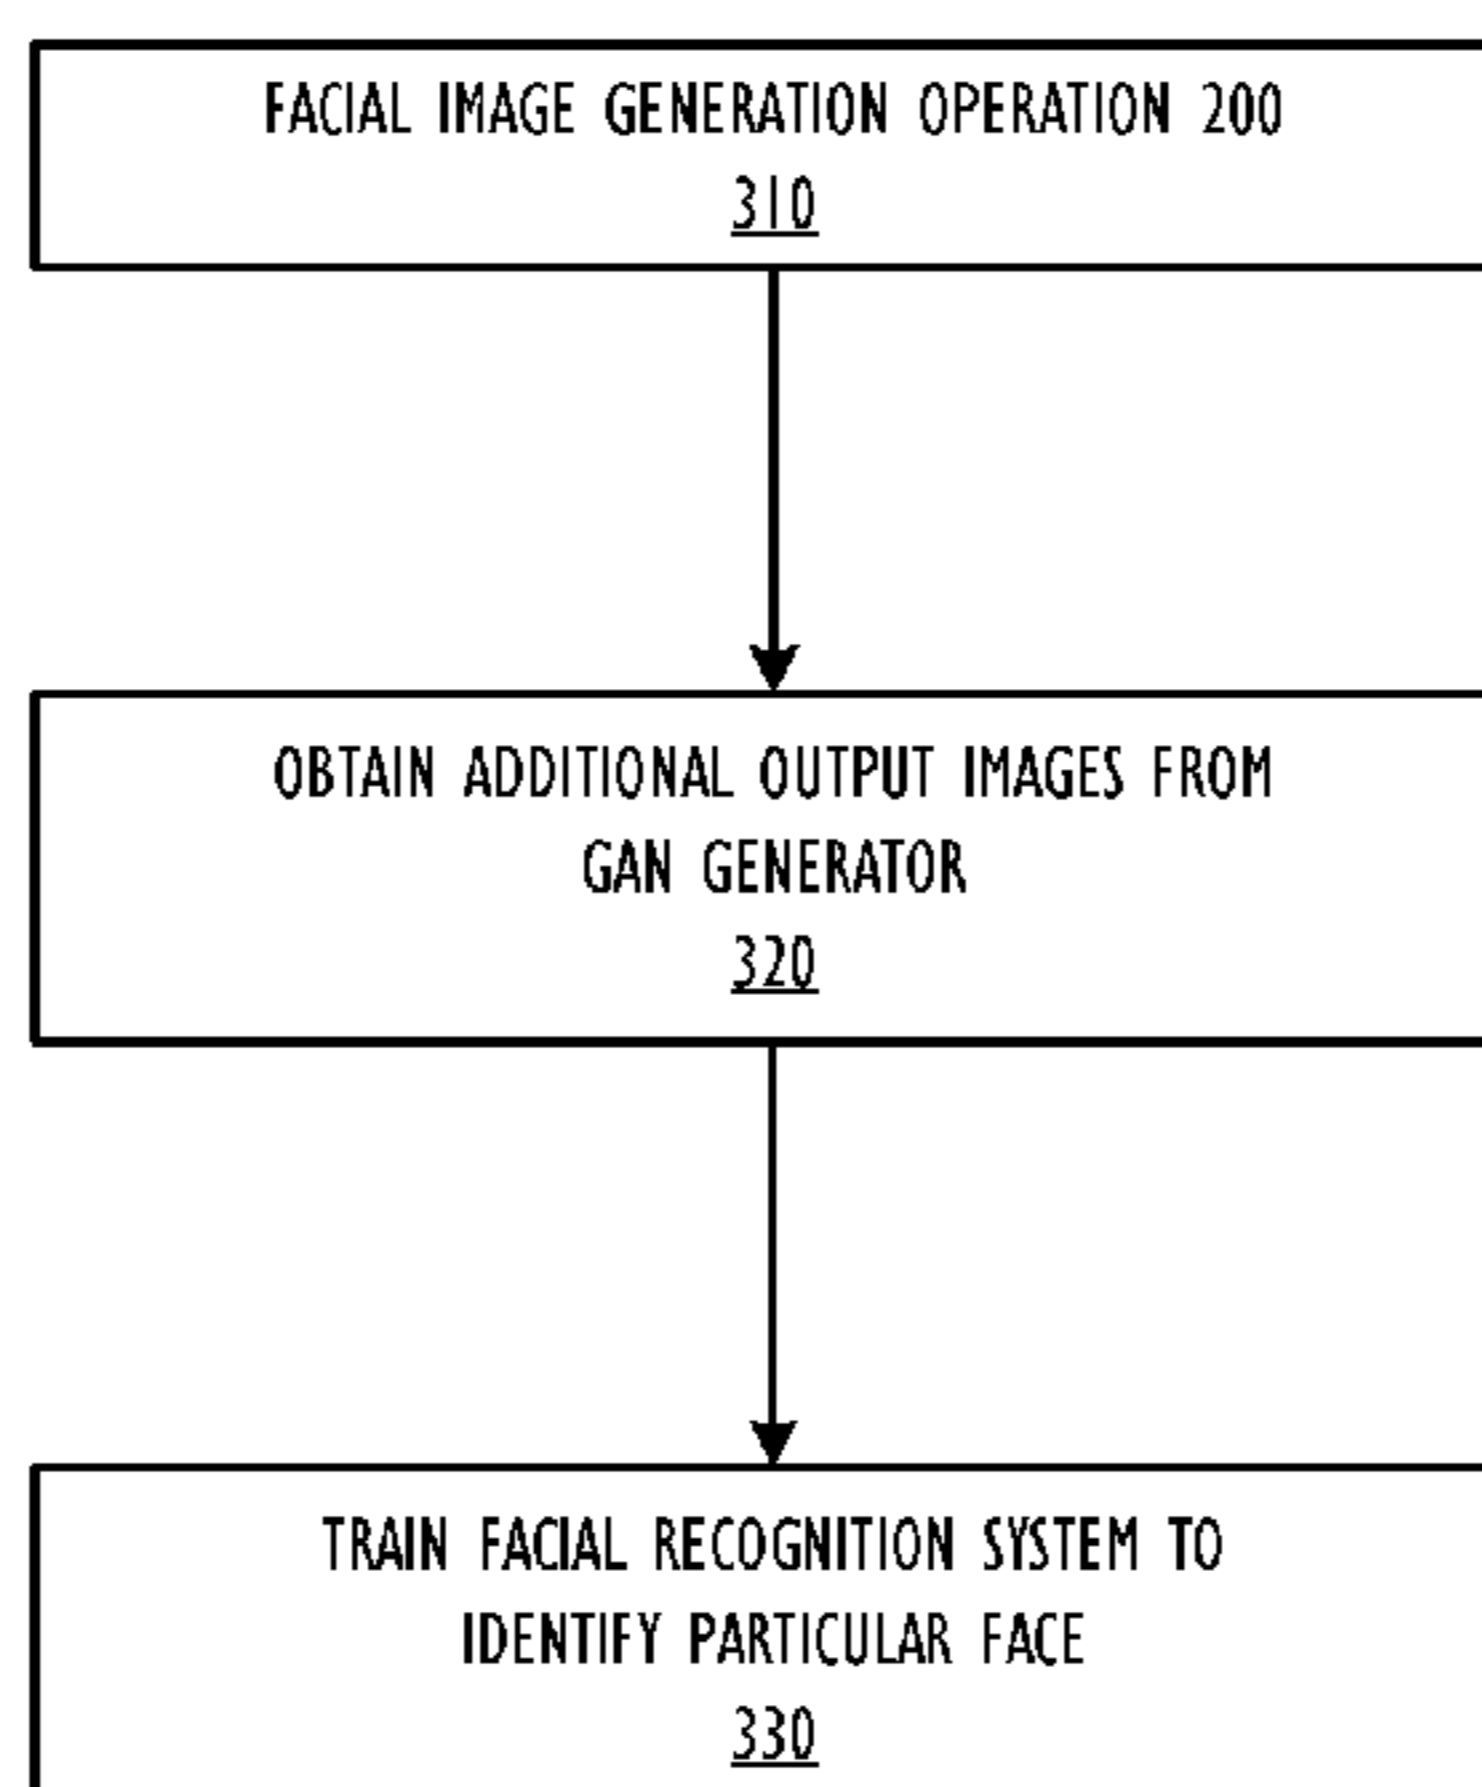 FACIAL IMAGE GENERATION OPERATION 200
310
OBTAIN ADDITIONAL OUTPUT IMAGES FROM
GAN GENERATOR
320
TRAIN FACIAL RECOGNITION SYSTEM TO
IDENTIFY PARTICULAR FACE
330